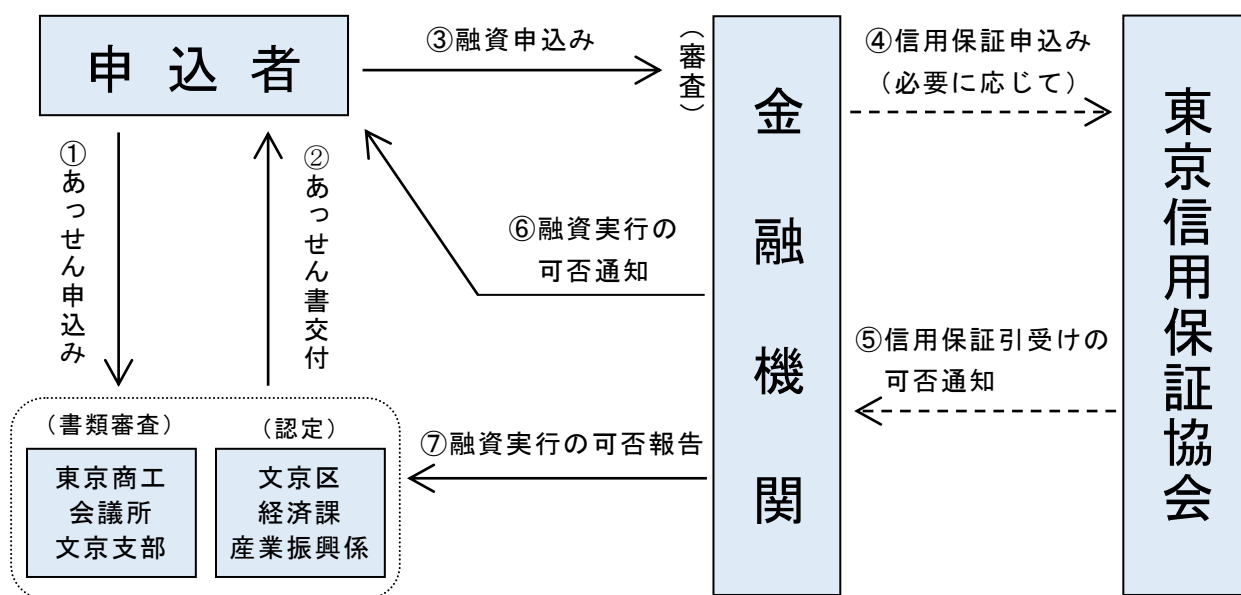 申込者
③融資申込み
（審査）
金融機関
④信用保証申込み
（必要に応じて）
東京信用保証協会
①あっせん申込み
②あっせん書交付
⑥融資実行の
可否通知
⑤信用保証引受けの
可否通知
⑦融資実行の可否報告
（書類審査）
東京商工
会議所
文京支部
（認定）
文京区
経済課
産業振興係